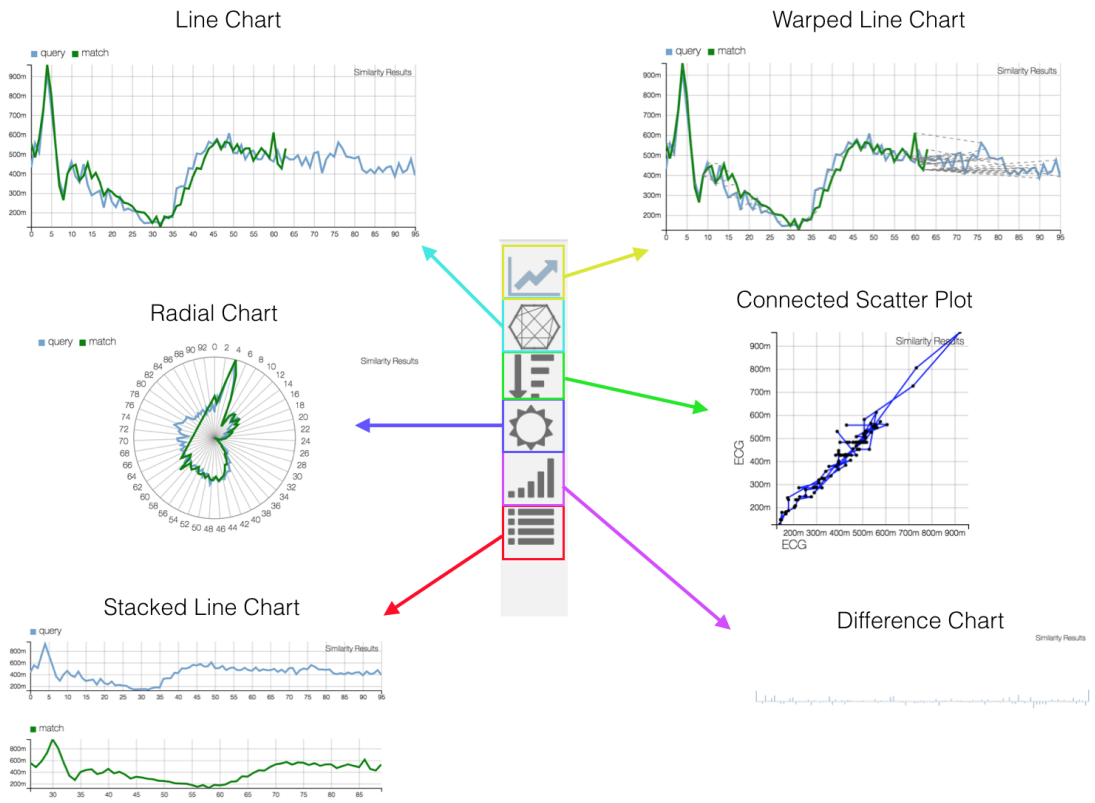 Line Chart
query match
Similarity Results
900m
800m
700m
600m
500m
400m
300m
200m
0 5 10 15 20 25 30 35 40 45 50 55 60 65 70 75 80 85 90 95
Warped Line Chart
query match
Similarity Results
900m
800m
700m
600m
500m
400m
300m
200m
0 5 10 15 20 25 30 35 40 45 50 55 60 65 70 75 80 85 90 95
Radial Chart
query match
Similarity Results
0 2 4 6 8 10 12 14 16 18 20 22 24 26 28 30 32 34 36 38 40 42 44 46 48 50 52 54 56 58 60 62 64 66 68 70 72 74 76 78 80 82 84 86 88 90 92
Connected Scatter Plot
Similarity Results
900m
800m
700m
600m
500m
400m
300m
200m
ECG
200m 300m 400m 500m 600m 700m 800m 900m
ECG
Stacked Line Chart
query
Similarity Results
800m
600m
400m
200m
0 5 10 15 20 25 30 35 40 45 50 55 60 65 70 75 80 85 90 95
match
800m
600m
400m
200m
30 35 40 45 50 55 60 65 70 75 80 85
Difference Chart
Similarity Results